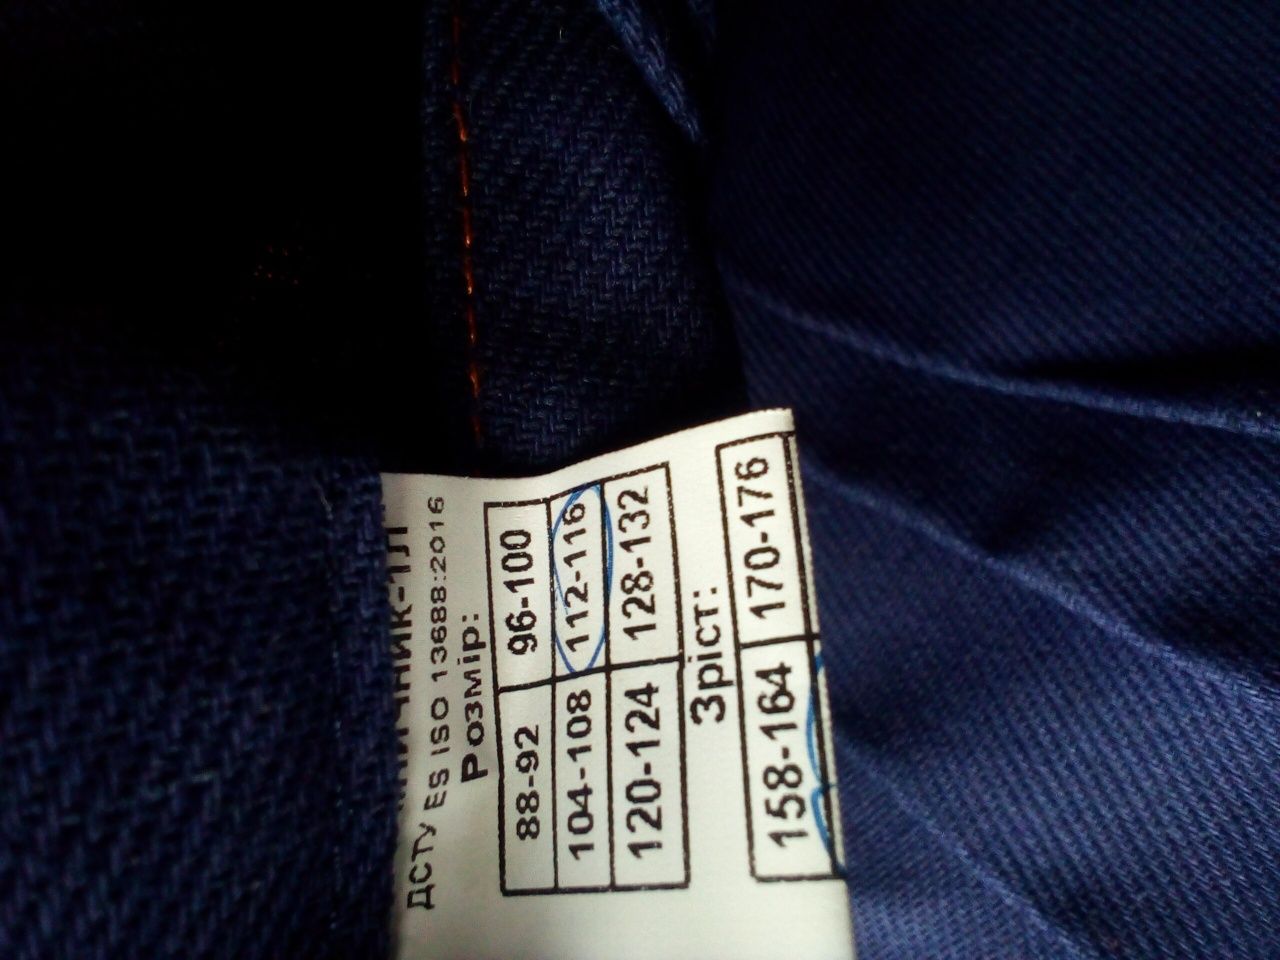 ДСТУ ES ISO 13688:2016
Розмір:
88-92 96-100
104-108 112-116
120-124 128-132
Зріст:
158-164 170-176